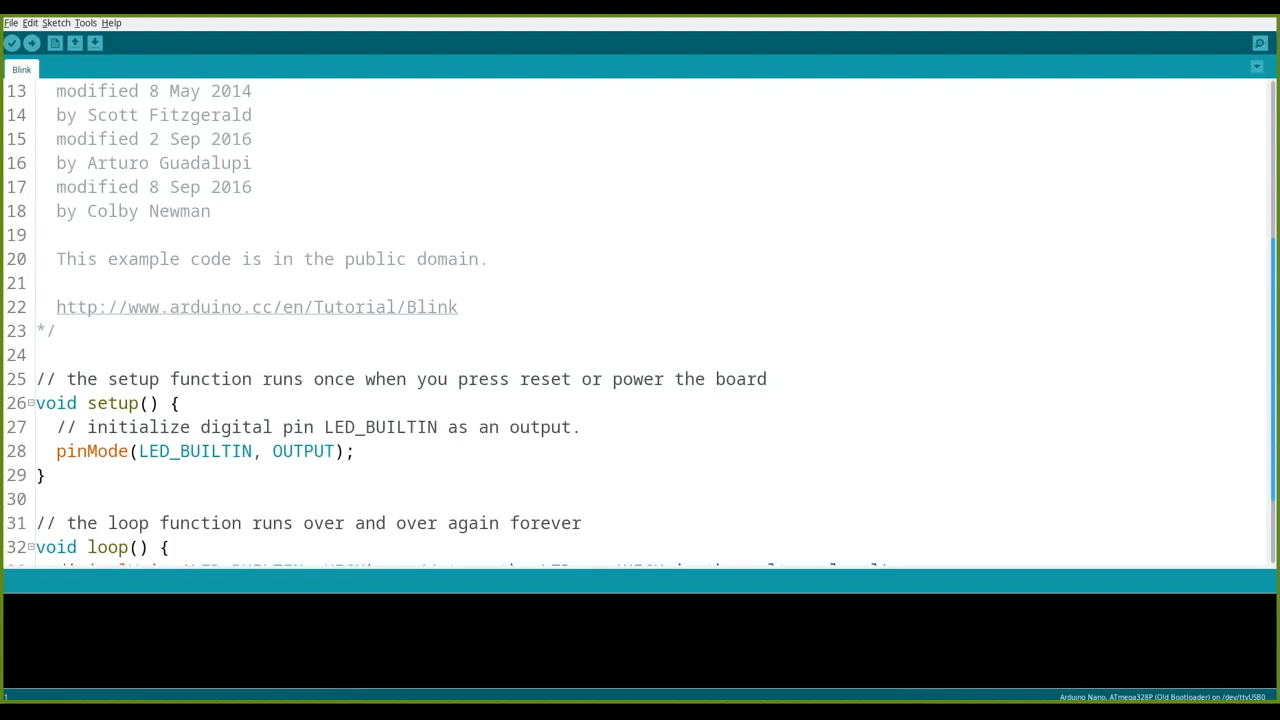 File Edit Sketch Tools Help
Blink
13 modified 8 May 2014
14 by Scott Fitzgerald
15 modified 2 Sep 2016
16 by Arturo Guadalupi
17 modified 8 Sep 2016
18 by Colby Newman
19
20 This example code is in the public domain.
21
22 http://www.arduino.cc/en/Tutorial/Blink
23 */
24
25 // the setup function runs once when you press reset or power the board
26 void setup() {
27 // initialize digital pin LED_BUILTIN as an output.
28 pinMode(LED_BUILTIN, OUTPUT);
29 }
30
31 // the loop function runs over and over again forever
32 void loop() {
1 Arduino Nano, ATmega328P (Old Bootloader) on /dev/ttyUSB0